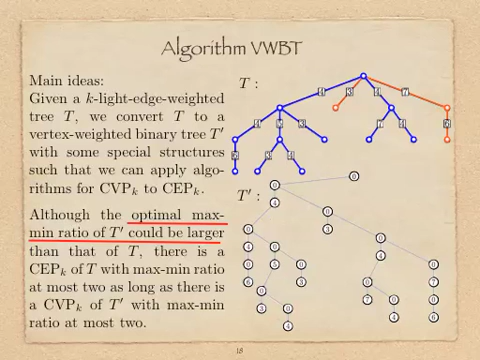 Algorithm VWBT
Main ideas:
Given a k-light-edge-weighted
tree T, we convert T to a
vertex-weighted binary tree T′
with some special structures
such that we can apply algo-
rithms for CVPₖ to CEPₖ.
Although the optimal max-
min ratio of T′ could be larger
than that of T, there is a
CEPₖ of T with max-min ratio
at most two as long as there is
a CVPₖ of T′ with max-min
ratio at most two.
T :
T′ :
18